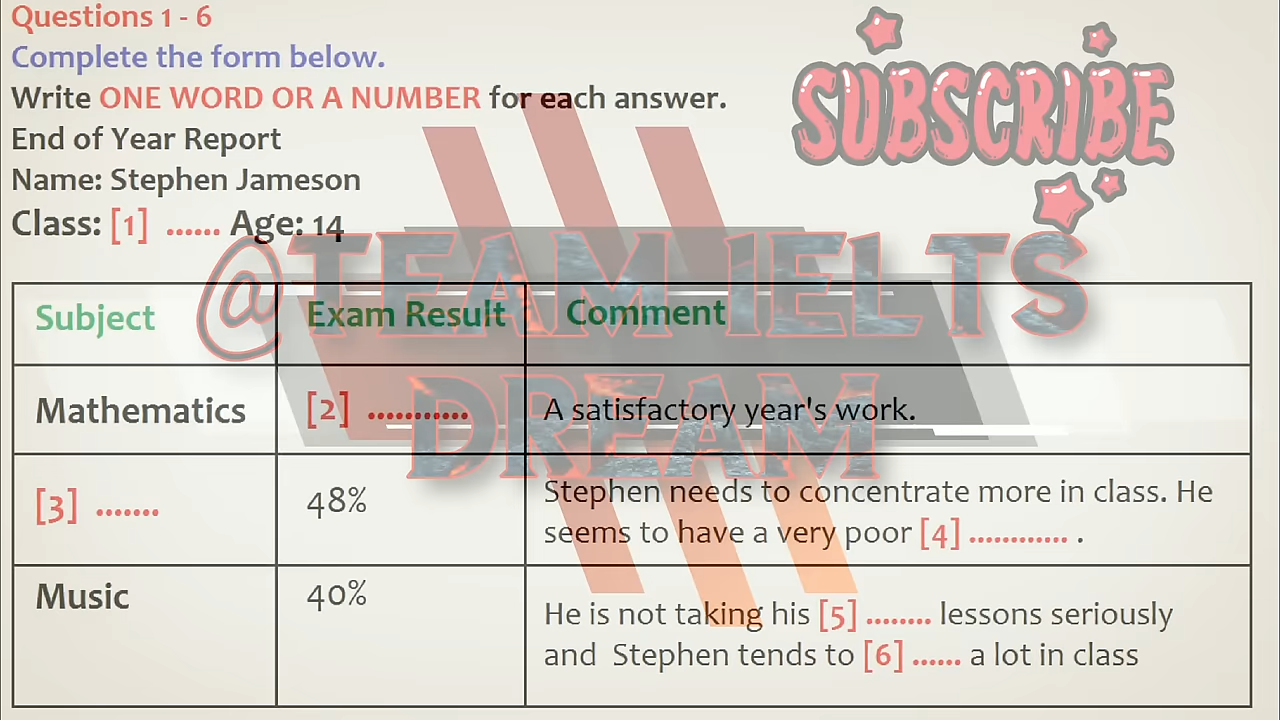 Questions 1 - 6
SUBSCRIBE
Complete the form below.
Write ONE WORD OR A NUMBER for each answer.
End of Year Report
Name: Stephen Jameson
Class: [1] ...... Age: 14
@TEAM IELTS
DREAM
Subject Exam Result Comment
Mathematics [2] ........... A satisfactory year's work.
[3] ....... 48% Stephen needs to concentrate more in class. He
seems to have a very poor [4] ............ .
Music 40% He is not taking his [5] ........ lessons seriously
and Stephen tends to [6] ...... a lot in class